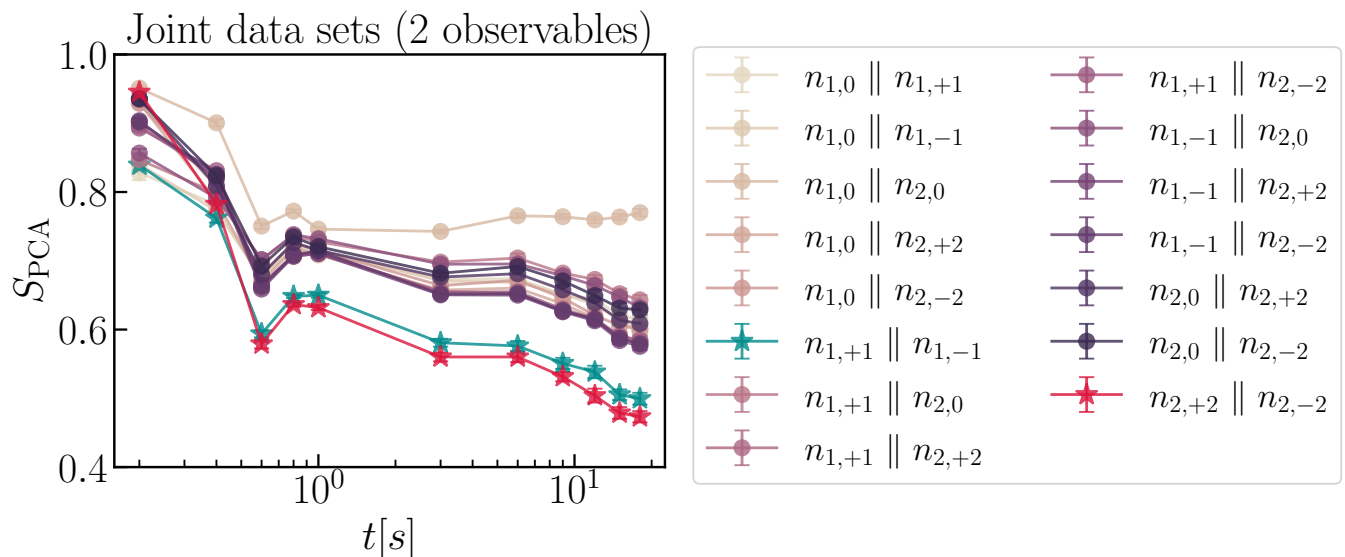 Joint data sets (2 observables)
1.0
0.8
0.6
0.4
S_PCA
10^0
10^1
t[s]
n_{1,0} ∥ n_{1,+1}
n_{1,0} ∥ n_{1,−1}
n_{1,0} ∥ n_{2,0}
n_{1,0} ∥ n_{2,+2}
n_{1,0} ∥ n_{2,−2}
n_{1,+1} ∥ n_{1,−1}
n_{1,+1} ∥ n_{2,0}
n_{1,+1} ∥ n_{2,+2}
n_{1,+1} ∥ n_{2,−2}
n_{1,−1} ∥ n_{2,0}
n_{1,−1} ∥ n_{2,+2}
n_{1,−1} ∥ n_{2,−2}
n_{2,0} ∥ n_{2,+2}
n_{2,0} ∥ n_{2,−2}
n_{2,+2} ∥ n_{2,−2}